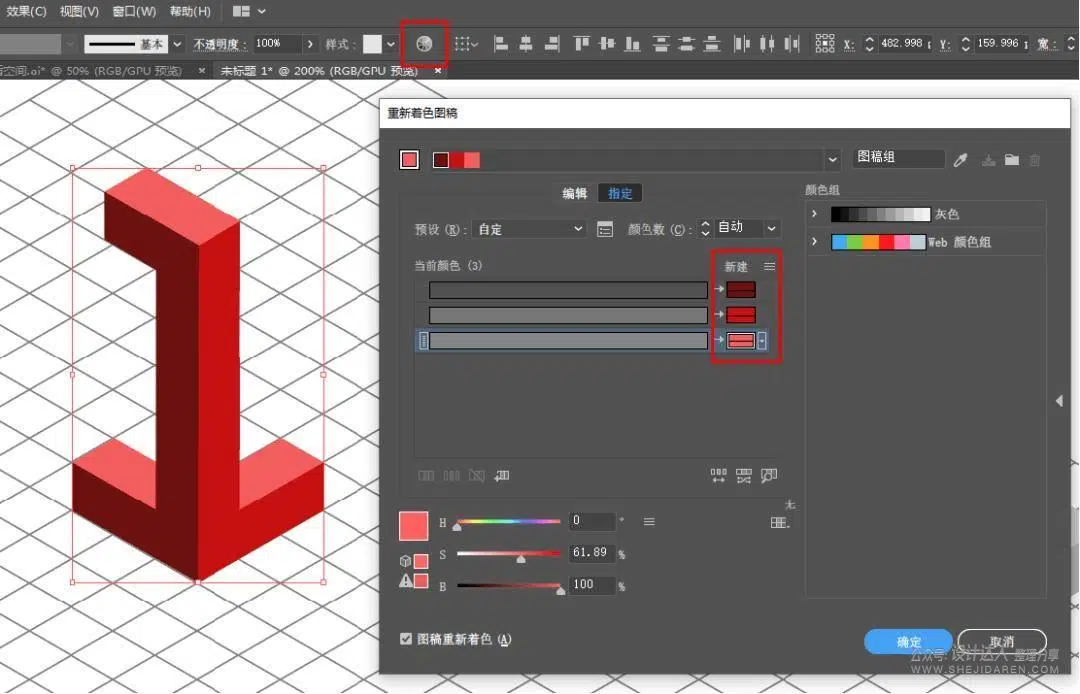 效果(C) 视图(V) 窗口(W) 帮助(H)
基本 不透明度: 100% 样式: X: 482.998 Y: 159.996 宽:
空间.ai* @ 50% (RGB/GPU 预览) × 未标题 1* @ 200% (RGB/GPU 预览) ×
重新着色图稿
图稿组
编辑 指定
颜色组
预设 (R): 自定 颜色数 (C): 自动
灰色
Web 颜色组
当前颜色 (3) 新建
无
H 0 °
S 61.89 %
B 100 %
图稿重新着色 (A)
确定 取消
公众号: 设计达人 整理分享
WWW.SHEJIDAREN.COM